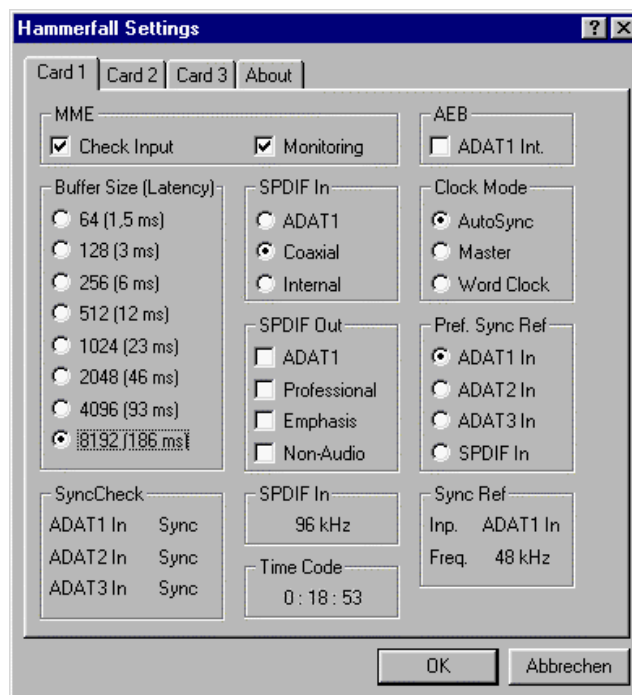 Hammerfall Settings
Card 1 Card 2 Card 3 About
MME
Check Input
Monitoring
AEB
ADAT1 Int.
Buffer Size (Latency)
64 (1,5 ms)
128 (3 ms)
256 (6 ms)
512 (12 ms)
1024 (23 ms)
2048 (46 ms)
4096 (93 ms)
8192 (186 ms)
SPDIF In
ADAT1
Coaxial
Internal
Clock Mode
AutoSync
Master
Word Clock
SPDIF Out
ADAT1
Professional
Emphasis
Non-Audio
Pref. Sync Ref
ADAT1 In
ADAT2 In
ADAT3 In
SPDIF In
SyncCheck
ADAT1 In Sync
ADAT2 In Sync
ADAT3 In Sync
SPDIF In
96 kHz
Time Code
0 : 18 : 53
Sync Ref
Inp. ADAT1 In
Freq. 48 kHz
OK
Abbrechen